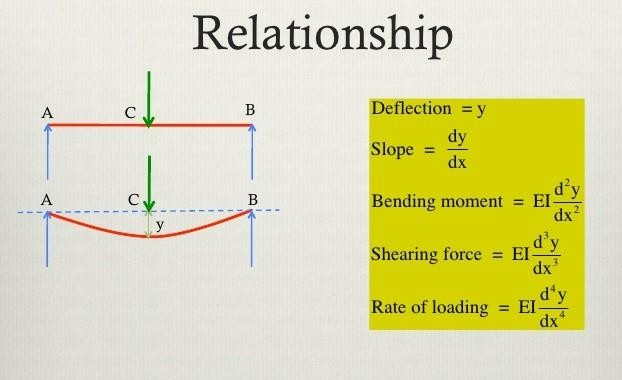 Relationship
A C B
A C B
y
Deflection = y
Slope = dy/dx
Bending moment = EI d²y/dx²
Shearing force = EI d³y/dx³
Rate of loading = EI d⁴y/dx⁴